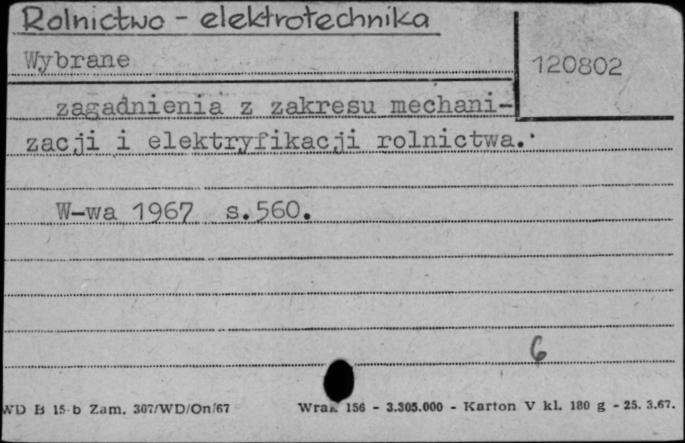 Rolnictwo - elektrotechnika
Wybrane
120802
zagadnienia z zakresu mechani-
zacji i elektryfikacji rolnictwa.
W-wa 1967 s.560.
6
WD B 15-b Zam. 307/WD/On/67
Wrak 156 - 3.305.000 - Karton V kl. 180 g - 25. 3.67.